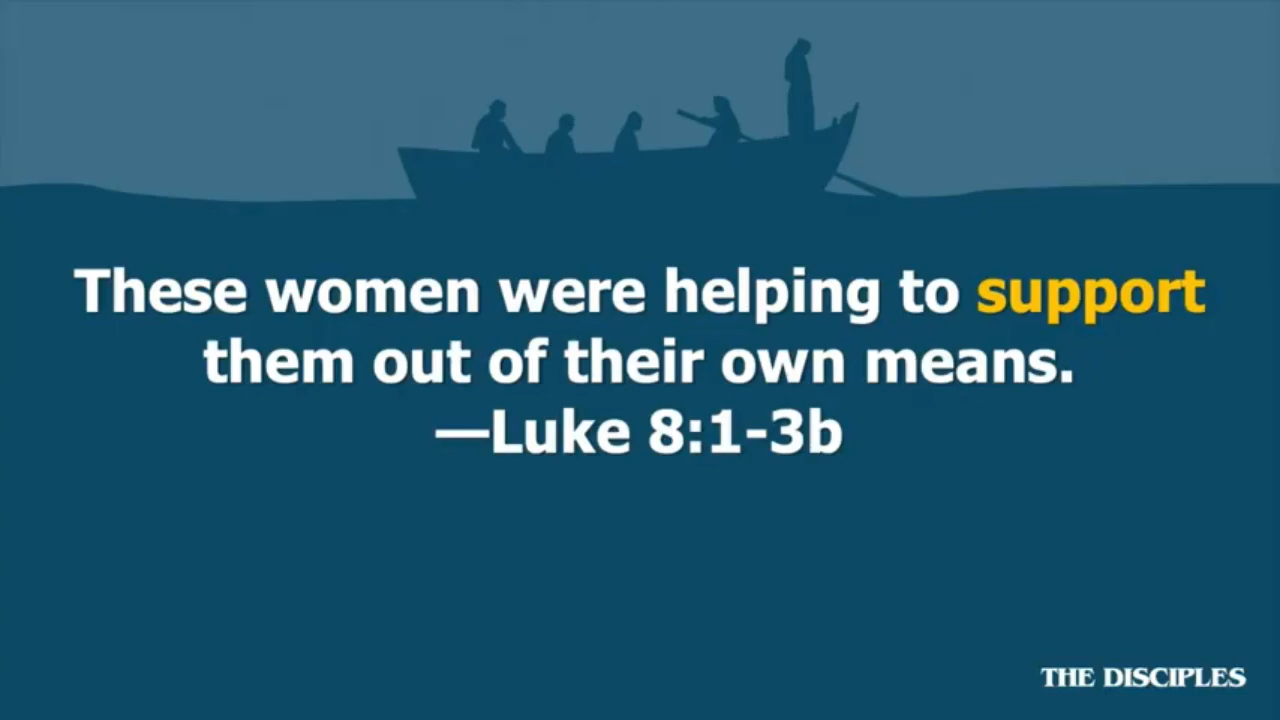 These women were helping to support
them out of their own means.
—Luke 8:1-3b
THE DISCIPLES